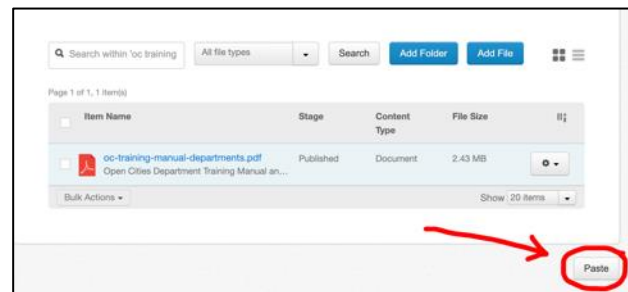 Search within 'oc training
All file types
Search
Add Folder
Add File
Page 1 of 1, 1 item(s)
Item Name Stage Content Type File Size
oc-training-manual-departments.pdf Published Document 2.43 MB
Open Cities Department Training Manual an...
Bulk Actions
Show 20 items
Paste